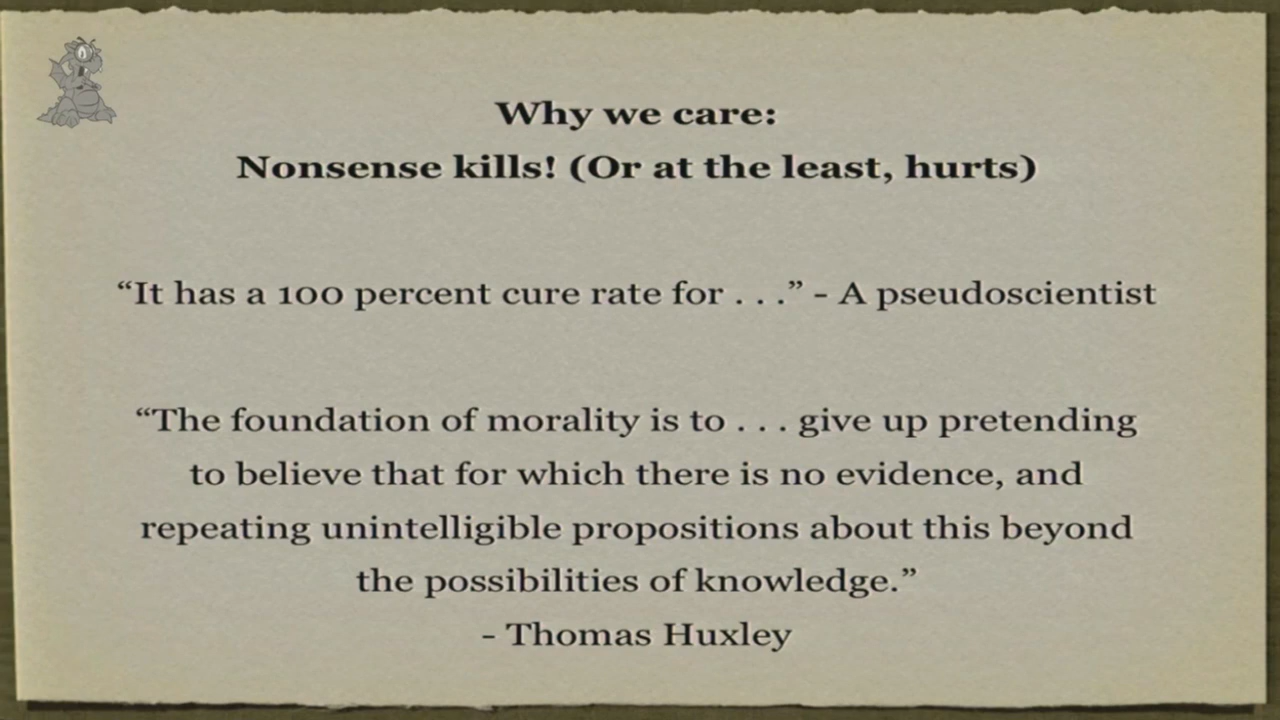 Why we care:
Nonsense kills! (Or at the least, hurts)
“It has a 100 percent cure rate for . . .” – A pseudoscientist
“The foundation of morality is to . . . give up pretending
to believe that for which there is no evidence, and
repeating unintelligible propositions about this beyond
the possibilities of knowledge.”
– Thomas Huxley